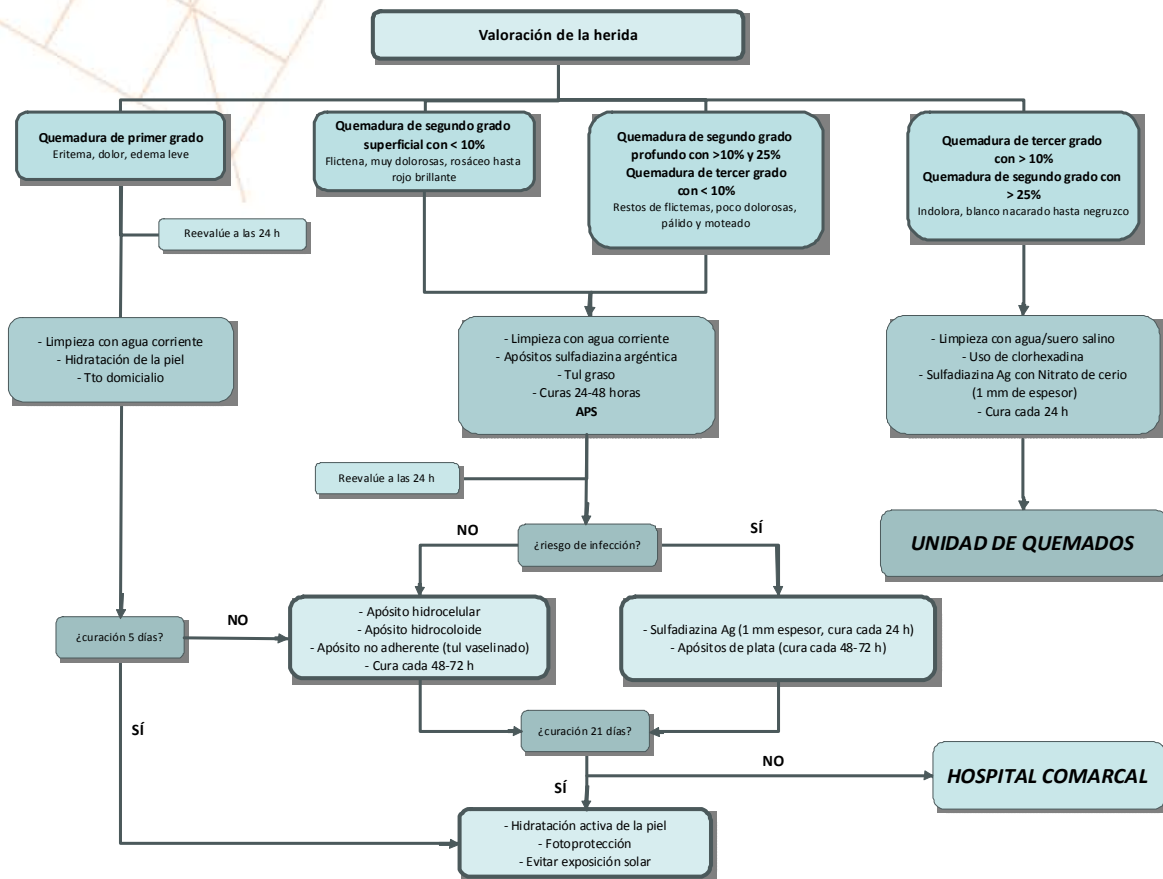 Valoración de la herida
Quemadura de primer grado
Eritema, dolor, edema leve
Quemadura de segundo grado
superficial con < 10%
Flictena, muy dolorosas, rosáceo hasta
rojo brillante
Quemadura de segundo grado
profundo con >10% y 25%
Quemadura de tercer grado
con < 10%
Restos de flictemas, poco dolorosas,
pálido y moteado
Quemadura de tercer grado
con > 10%
Quemadura de segundo grado con
> 25%
Indolora, blanco nacarado hasta negruzco
Reevalúe a las 24 h
- Limpieza con agua corriente
- Hidratación de la piel
- Tto domicialio
- Limpieza con agua corriente
- Apósitos sulfadiazina argéntica
- Tul graso
- Curas 24-48 horas
APS
- Limpieza con agua/suero salino
- Uso de clorhexadina
- Sulfadiazina Ag con Nitrato de cerio
(1 mm de espesor)
- Cura cada 24 h
Reevalúe a las 24 h
¿riesgo de infección?
NO
SÍ
UNIDAD DE QUEMADOS
¿curación 5 días?
NO
SÍ
- Apósito hidrocelular
- Apósito hidrocoloide
- Apósito no adherente (tul vaselinado)
- Cura cada 48-72 h
- Sulfadiazina Ag (1 mm espesor, cura cada 24 h)
- Apósitos de plata (cura cada 48-72 h)
¿curación 21 días?
NO
SÍ
HOSPITAL COMARCAL
- Hidratación activa de la piel
- Fotoprotección
- Evitar exposición solar